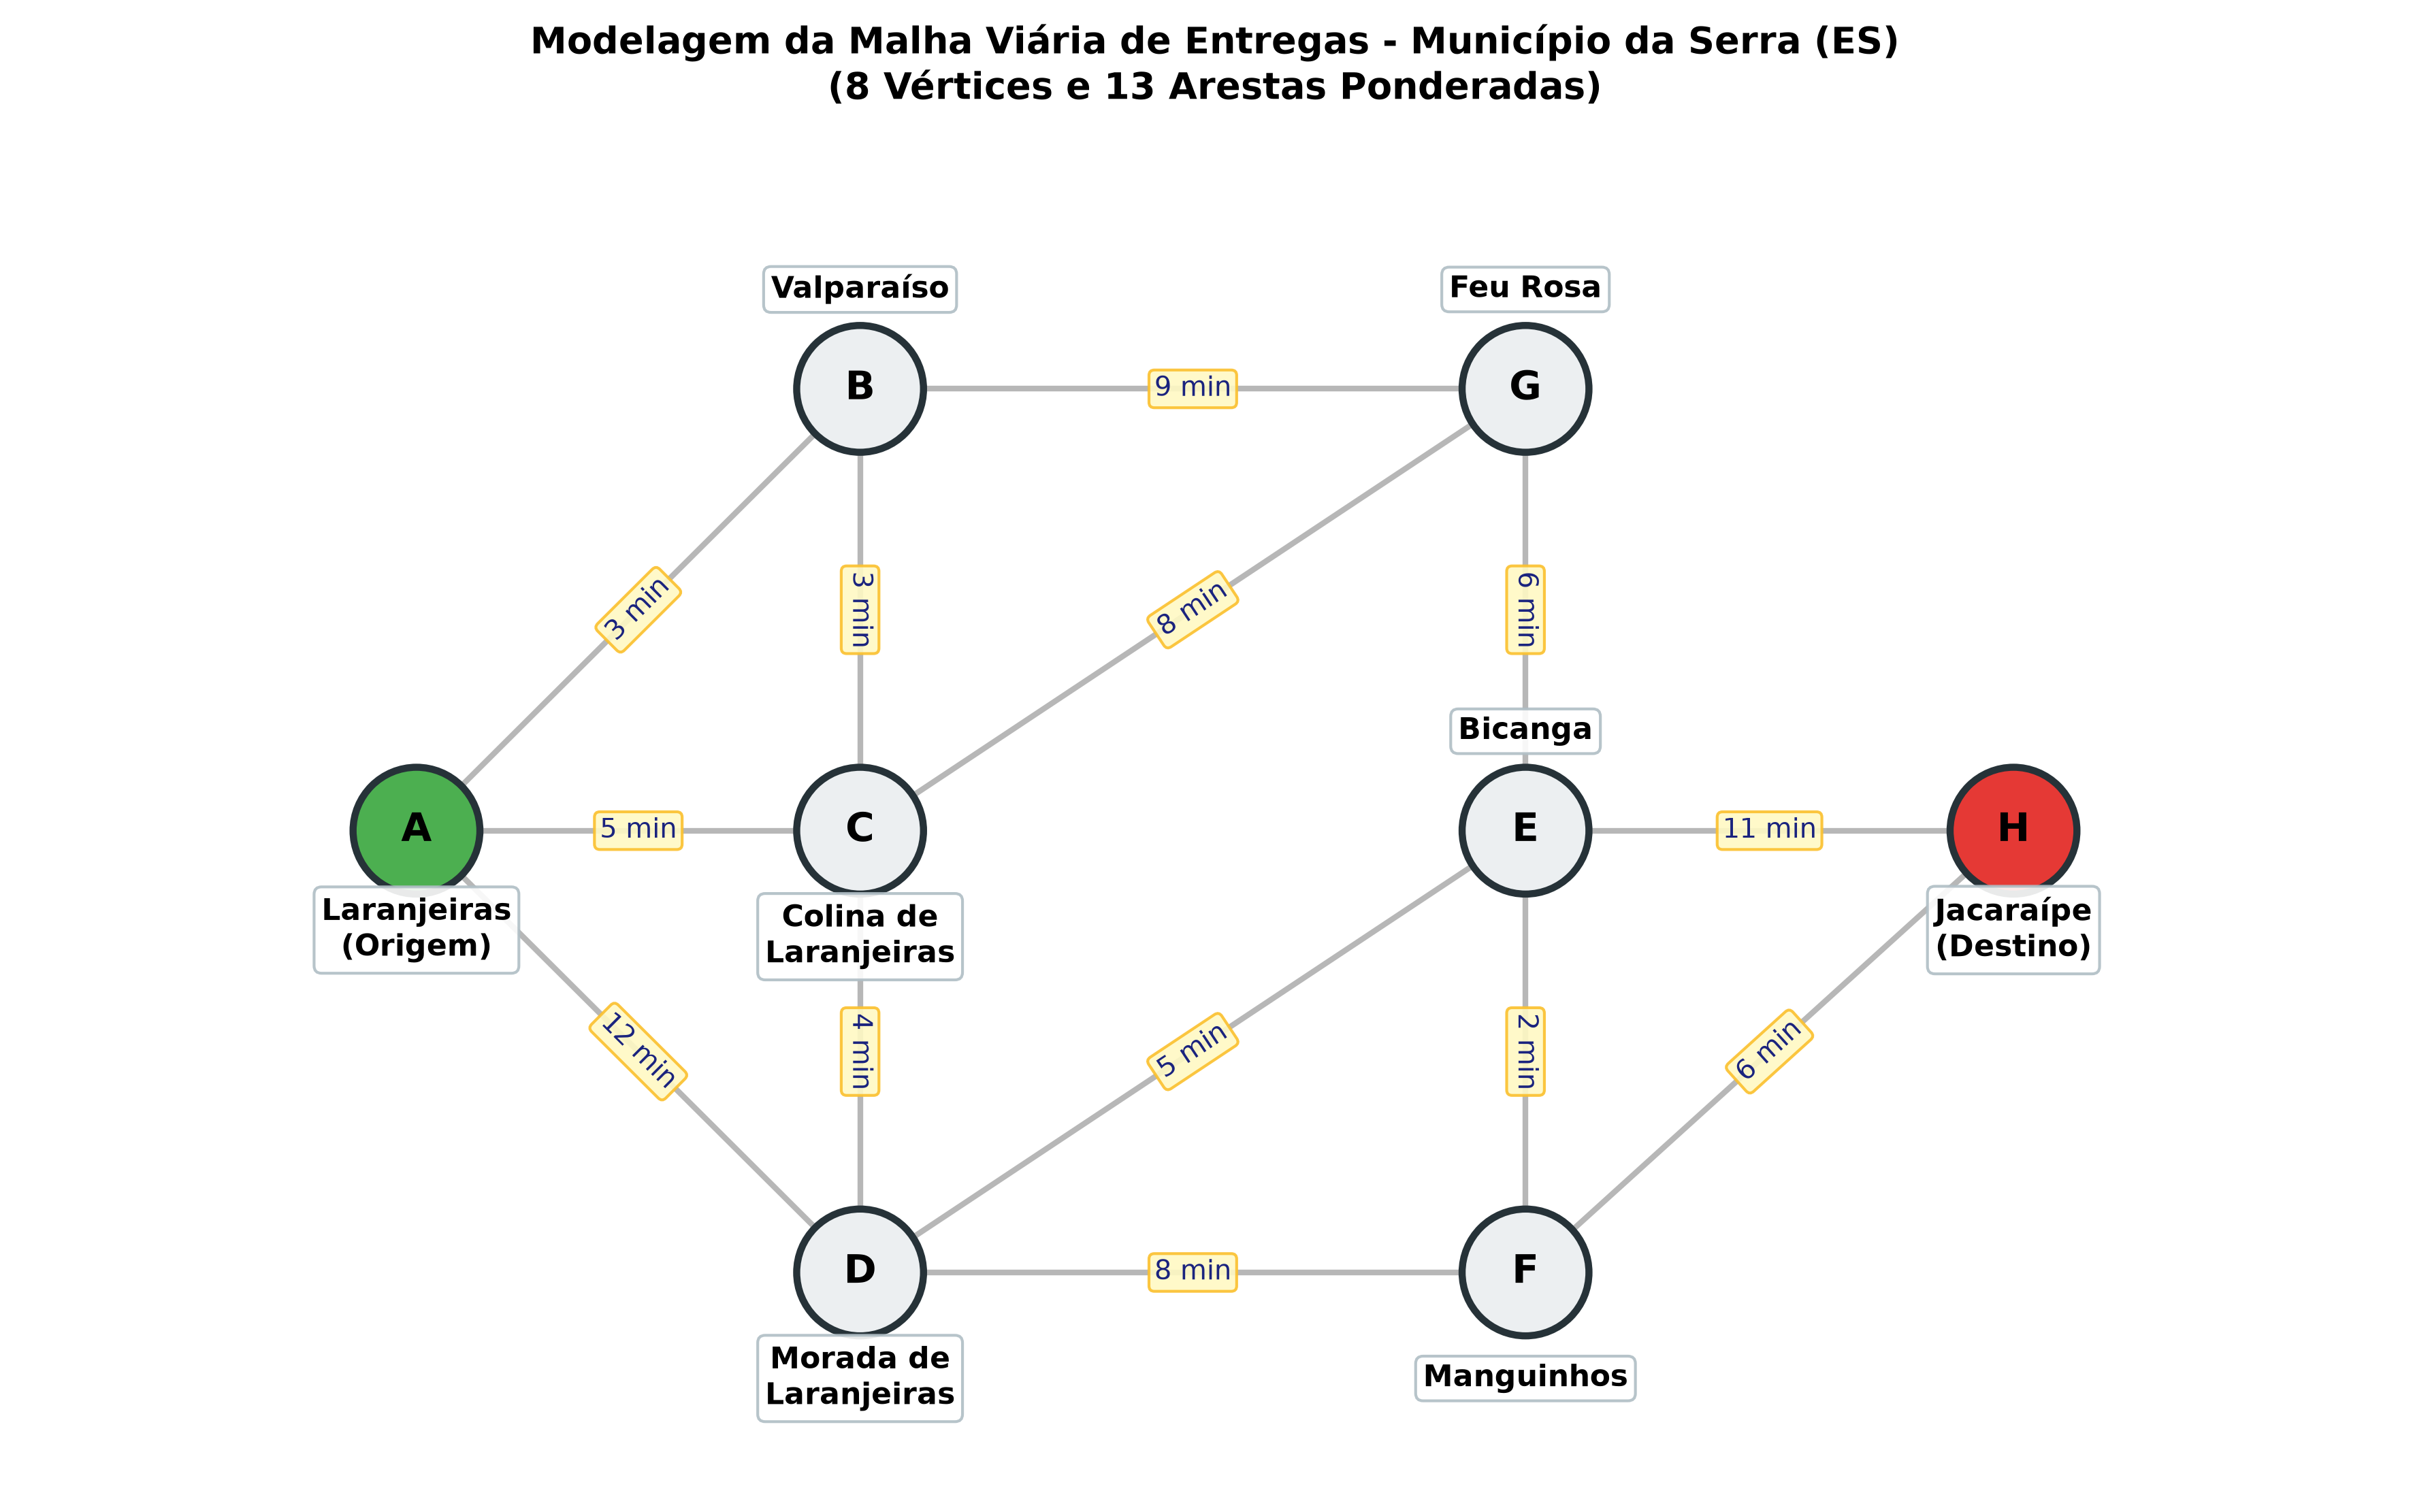 Modelagem da Malha Viária de Entregas - Município da Serra (ES)
(8 Vértices e 13 Arestas Ponderadas)
Valparaíso
Feu Rosa
B
9 min
G
3 min
3 min
8 min
6 min
Bicanga
A
5 min
C
E
11 min
H
Laranjeiras
(Origem)
Colina de
Laranjeiras
Jacaraípe
(Destino)
12 min
4 min
5 min
2 min
6 min
D
8 min
F
Morada de
Laranjeiras
Manguinhos